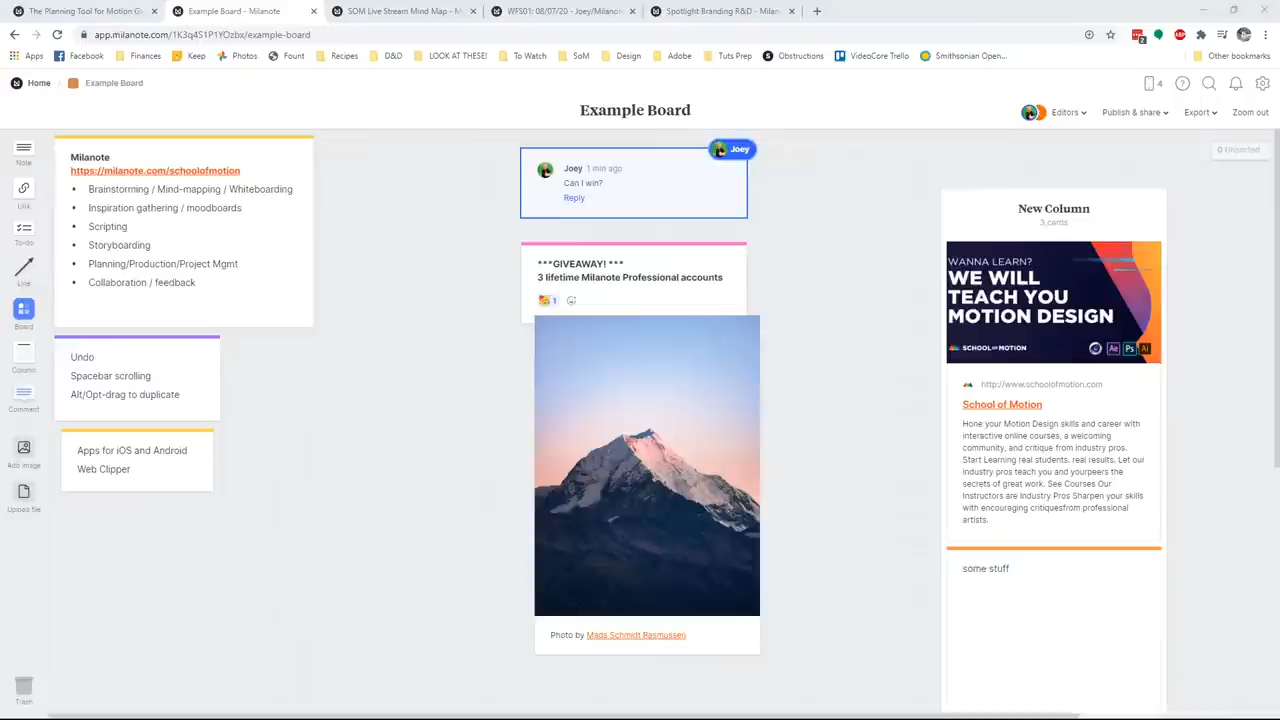 The Planning Tool for Motion Gr
Example Board - Milanote
SOM Live Stream Mind Map - M
WFS01: 08/07/20 - Joey/Milanote
Spotlight Branding R&D - Milano
app.milanote.com/1K3q4S1P1YOzbx/example-board
Apps
Facebook
Finances
Keep
Photos
Fount
Recipes
D&D
LOOK AT THESE!
To Watch
SoM
Design
Adobe
Tuts Prep
Obstructions
VideoCore Trello
Smithsonian Open...
Other bookmarks
Home
Example Board
4
Example Board
Editors
Publish & share
Export
Zoom out
0 Unsorted
Note
Link
To-do
Line
Board
Column
Comment
Add image
Upload file
Trash
Milanote
https://milanote.com/schoolofmotion
• Brainstorming / Mind-mapping / Whiteboarding
• Inspiration gathering / moodboards
• Scripting
• Storyboarding
• Planning/Production/Project Mgmt
• Collaboration / feedback
Undo
Spacebar scrolling
Alt/Opt-drag to duplicate
Apps for iOS and Android
Web Clipper
Joey
Joey 1 min ago
Can I win?
Reply
***GIVEAWAY! ***
3 lifetime Milanote Professional accounts
1
Photo by Mads Schmidt Rasmussen
New Column
3 cards
WANNA LEARN?
WE WILL
TEACH YOU
MOTION DESIGN
SCHOOL OF MOTION
Ae Ps Ai
http://www.schoolofmotion.com
School of Motion
Hone your Motion Design skills and career with
interactive online courses, a welcoming
community, and critique from industry pros.
Start Learning real students. real results. Let our
industry pros teach you and yourpeers the
secrets of great work. See Courses Our
Instructors are Industry Pros Sharpen your skills
with encouraging critiquesfrom professional
artists.
some stuff